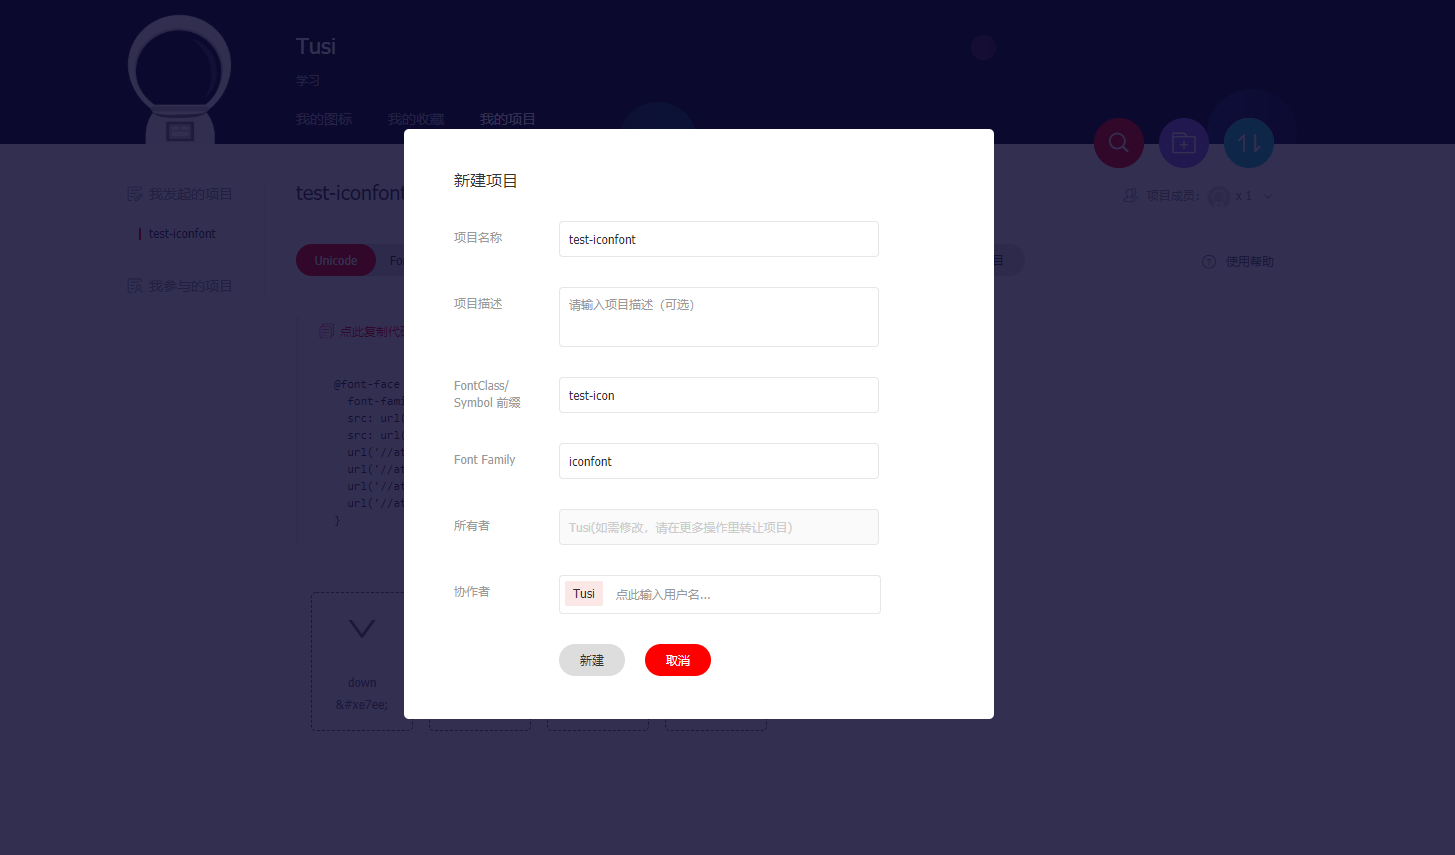 Tusi
学习
我的图标 我的收藏 我的项目
我发起的项目
test-iconfont
我参与的项目
test-iconfont
项目成员: x 1
Unicode Fo 目
使用帮助
点此复制代码
@font-face
font-fami
src: url(
src: url(
url('//at
url('//at
url('//at
url('//at
}
down
&#xe7ee;
新建项目
项目名称 test-iconfont
项目描述 请输入项目描述（可选）
FontClass/
Symbol 前缀 test-icon
Font Family iconfont
所有者 Tusi(如需修改，请在更多操作里转让项目)
协作者 Tusi 点此输入用户名...
新建 取消